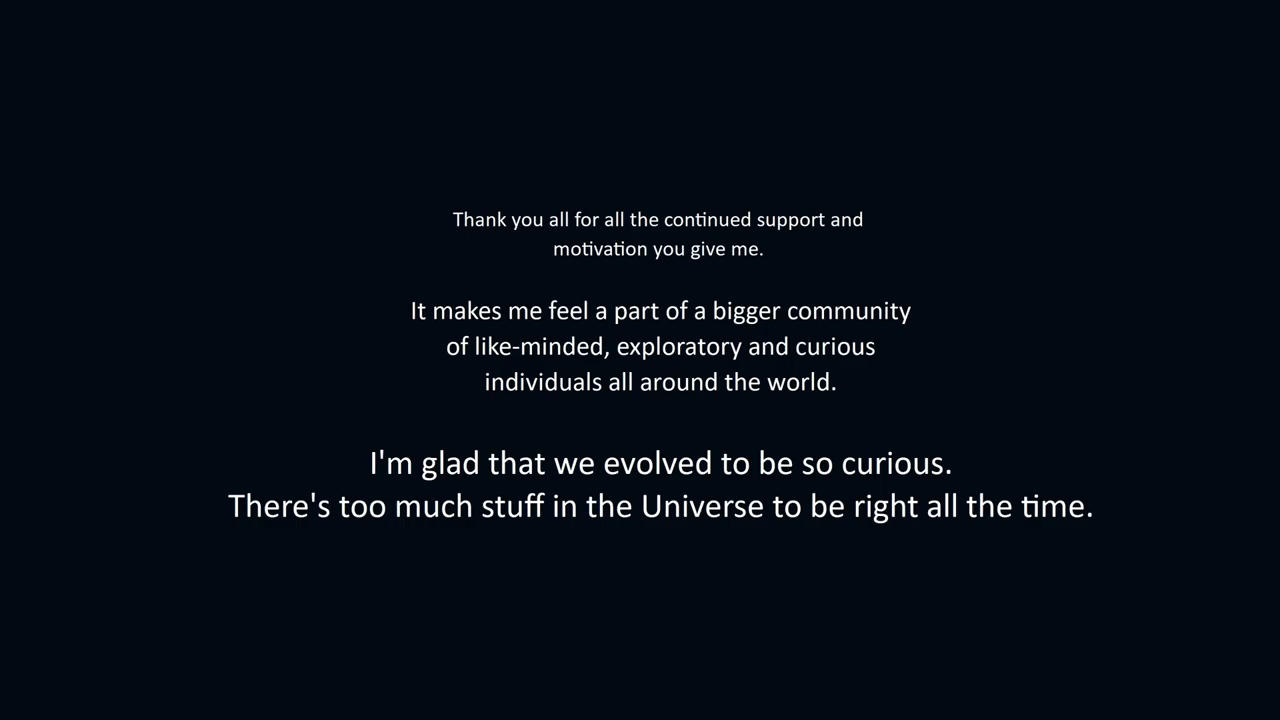 Thank you all for all the continued support and
motivation you give me.
It makes me feel a part of a bigger community
of like-minded, exploratory and curious
individuals all around the world.
I'm glad that we evolved to be so curious.
There's too much stuff in the Universe to be right all the time.